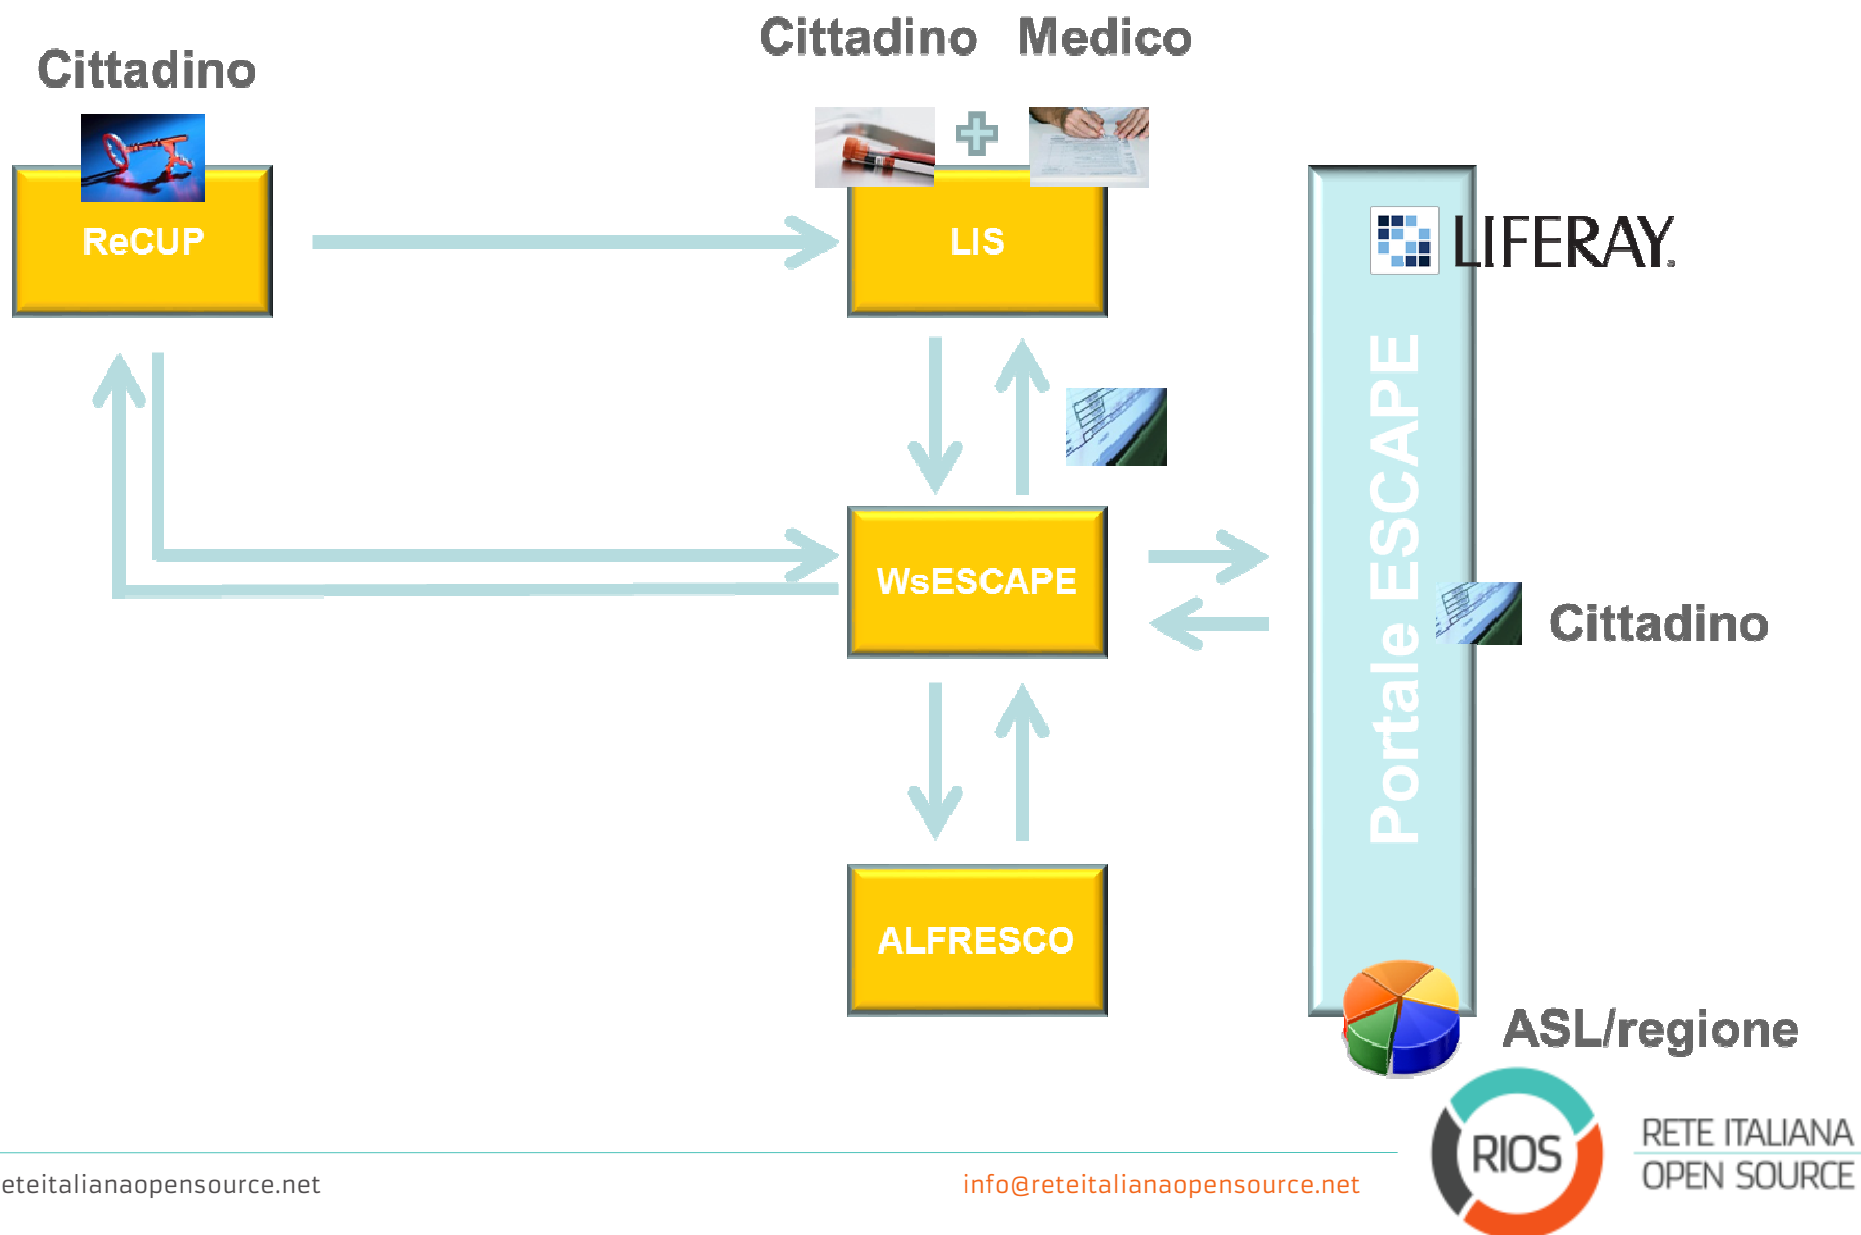 Cittadino
Cittadino Medico
ReCUP
LIS
LIFERAY.
Portale ESCAPE
WsESCAPE
Cittadino
ALFRESCO
ASL/regione
eteitalianaopensource.net
info@reteitalianaopensource.net
RIOS
RETE ITALIANA
OPEN SOURCE